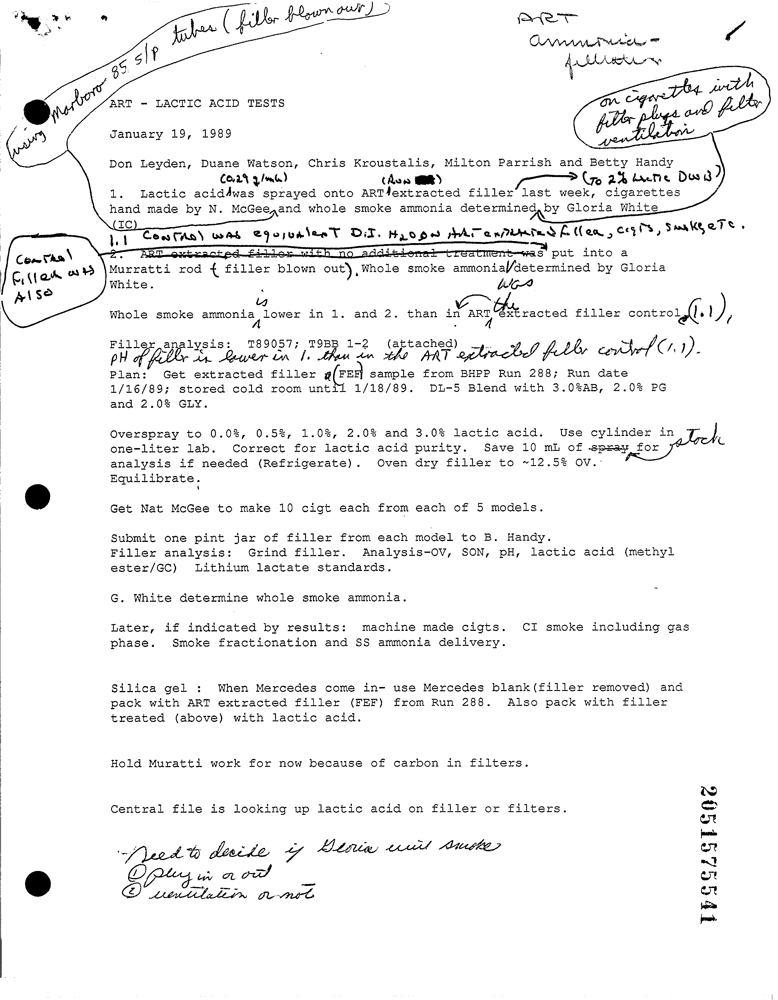 using Marlboro 85 s/p tubes (filler blown out)
ART
ammonia-
filtration
on cigarettes with
filter plugs and filter
ventilation
ART - LACTIC ACID TESTS
January 19, 1989
Don Leyden, Duane Watson, Chris Kroustalis, Milton Parrish and Betty Handy
(0.29 g/mL) (TO 2% Lactic DWB)
1. Lactic acid was sprayed onto ART extracted filler last week, cigarettes
hand made by N. McGee, and whole smoke ammonia determined by Gloria White
(IC)
1.1 Control was equivalent D.I. H2O on ART extracted filler, cigts, smkg etc.
Control
Filler was
Also
2. ART extracted filler with no additional treatment was put into a
Murratti rod (filler blown out). Whole smoke ammonia determined by Gloria
White.
was
is the
Whole smoke ammonia lower in 1. and 2. than in ART extracted filler control (1.1),
Filler analysis: T89057; T9BB 1-2 (attached)
pH of filler is lower in 1. than in the ART extracted filler control (1.1).
Plan: Get extracted filler (FEF) sample from BHPP Run 288; Run date
1/16/89; stored cold room until 1/18/89. DL-5 Blend with 3.0%AB, 2.0% PG
and 2.0% GLY.
Overspray to 0.0%, 0.5%, 1.0%, 2.0% and 3.0% lactic acid. Use cylinder in
one-liter lab. Correct for lactic acid purity. Save 10 mL of spray for stock
analysis if needed (Refrigerate). Oven dry filler to ~12.5% OV.
Equilibrate.
Get Nat McGee to make 10 cigt each from each of 5 models.
Submit one pint jar of filler from each model to B. Handy.
Filler analysis: Grind filler. Analysis-OV, SON, pH, lactic acid (methyl
ester/GC) Lithium lactate standards.
G. White determine whole smoke ammonia.
Later, if indicated by results: machine made cigts. CI smoke including gas
phase. Smoke fractionation and SS ammonia delivery.
Silica gel : When Mercedes come in- use Mercedes blank(filler removed) and
pack with ART extracted filler (FEF) from Run 288. Also pack with filler
treated (above) with lactic acid.
Hold Muratti work for now because of carbon in filters.
Central file is looking up lactic acid on filler or filters.
- Need to decide if Gloria will smoke
① plug in or out
② ventilation or not
2051575541